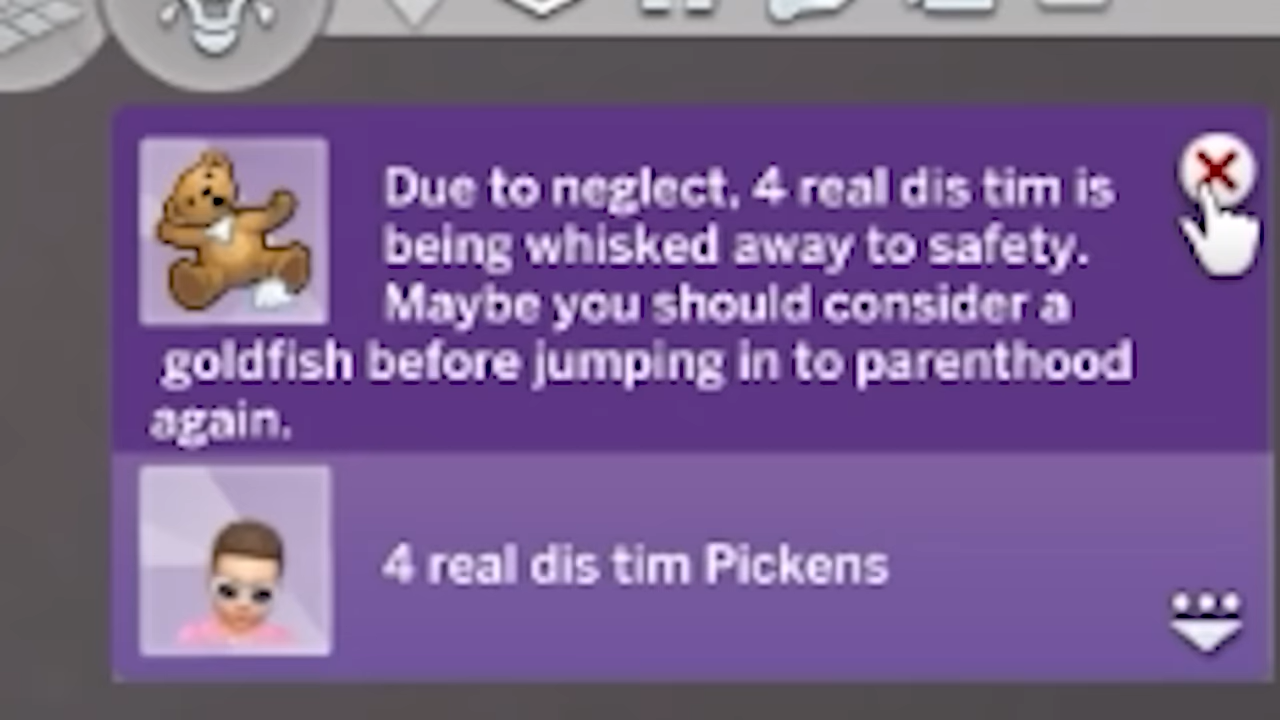 Due to neglect, 4 real dis tim is
being whisked away to safety.
Maybe you should consider a
goldfish before jumping in to parenthood
again.
4 real dis tim Pickens